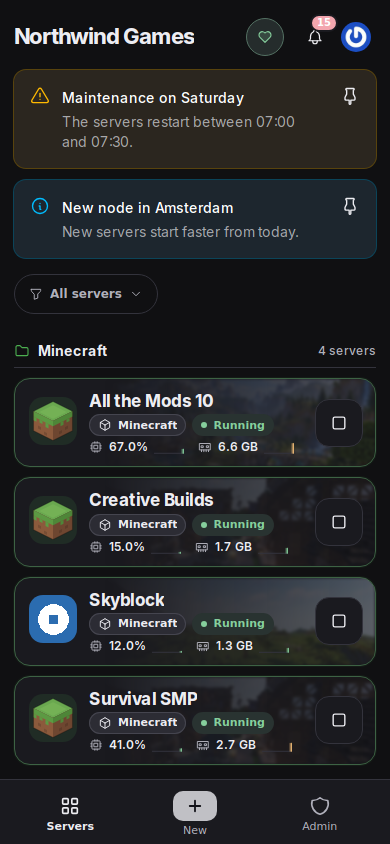 Northwind Games
15
Maintenance on Saturday
The servers restart between 07:00
and 07:30.
New node in Amsterdam
New servers start faster from today.
All servers
Minecraft
4 servers
All the Mods 10
Minecraft
Running
67.0%
6.6 GB
Creative Builds
Minecraft
Running
15.0%
1.7 GB
Skyblock
Minecraft
Running
12.0%
1.3 GB
Survival SMP
Minecraft
Running
41.0%
2.7 GB
Servers
New
Admin